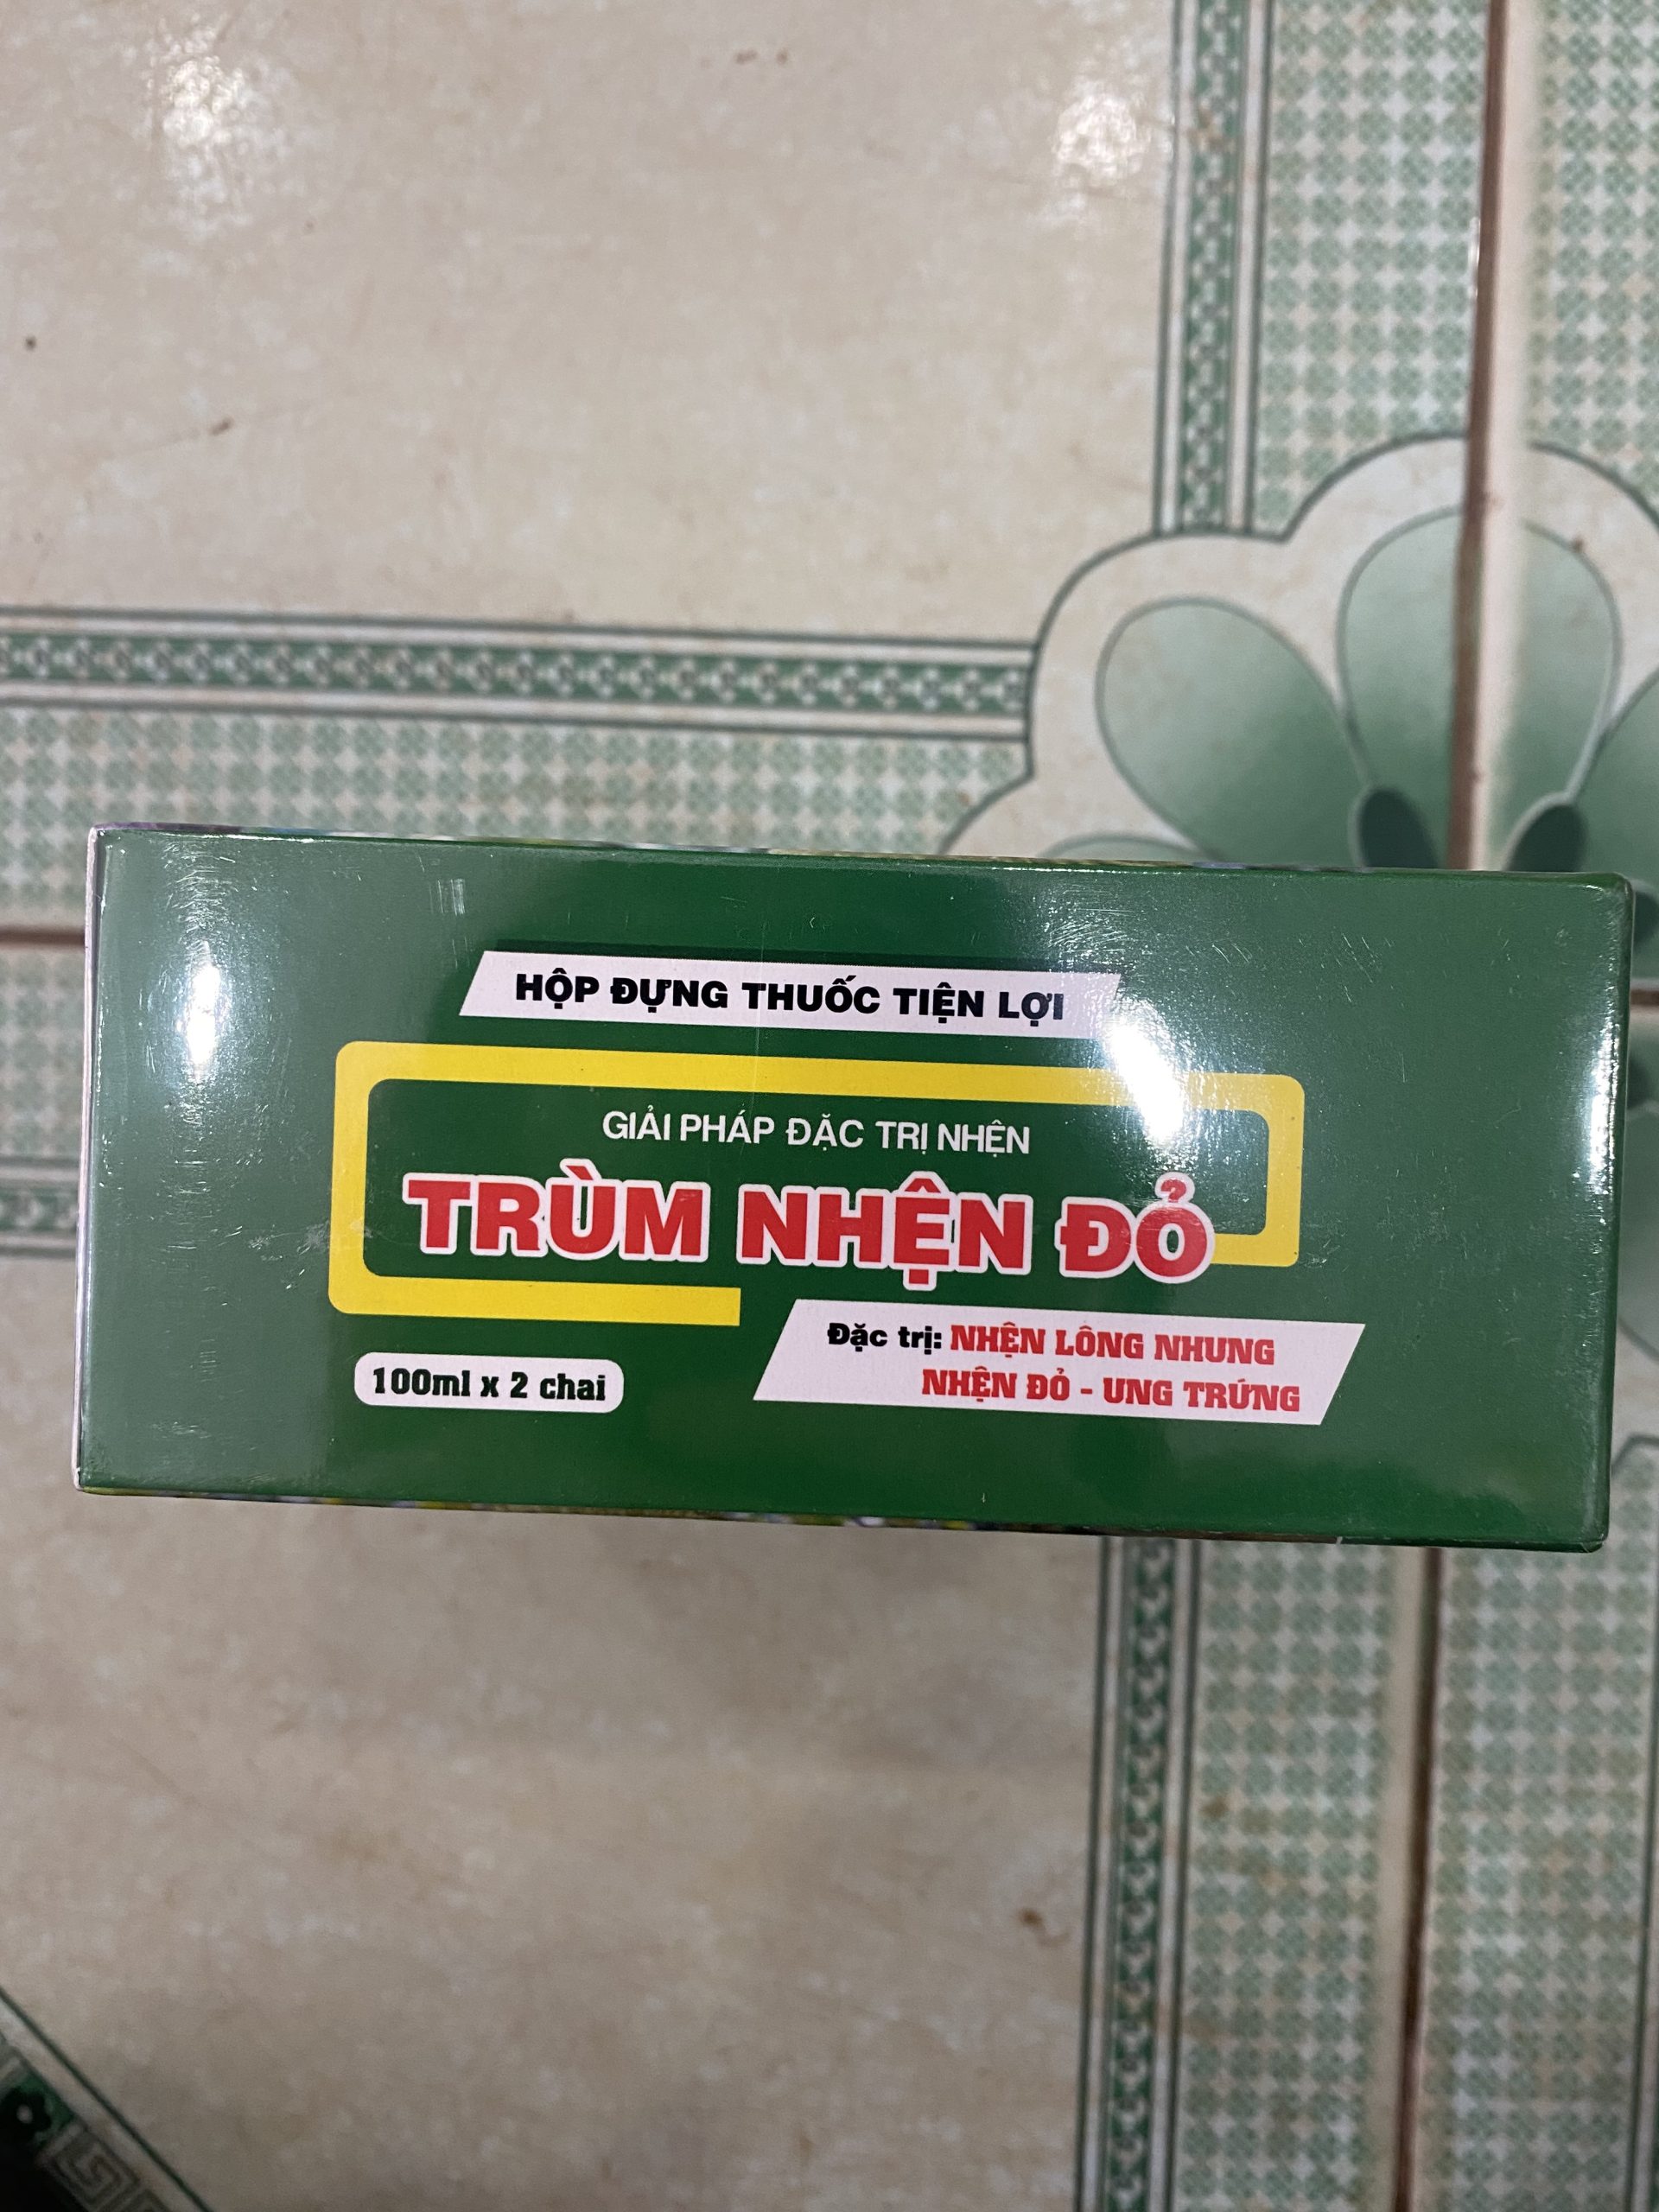 HỘP ĐỰNG THUỐC TIỆN LỢI
GIẢI PHÁP ĐẶC TRỊ NHỆN
TRÙM NHỆN ĐỎ
Đặc trị: NHỆN LÔNG NHUNG
NHỆN ĐỎ - UNG TRỨNG
100ml x 2 chai